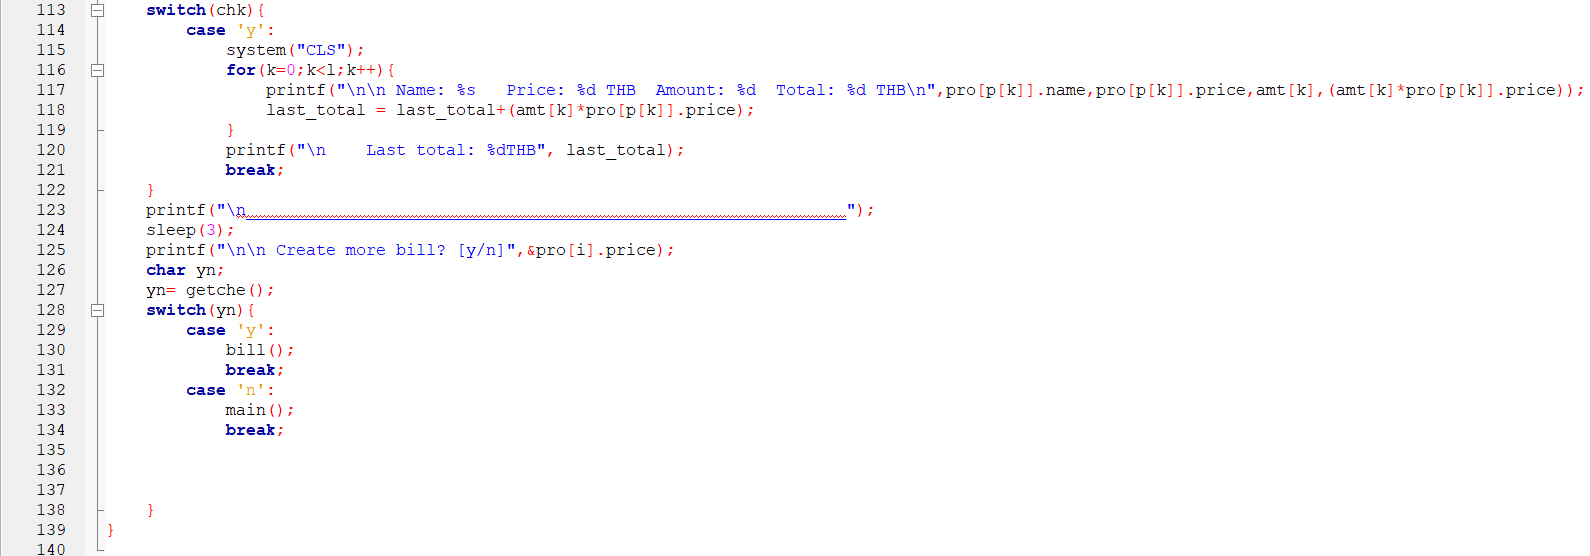 113 switch(chk){
114 case 'y':
115 system("CLS");
116 for(k=0;k<l;k++){
117 printf("\n\n Name: %s   Price: %d THB  Amount: %d  Total: %d THB\n",pro[p[k]].name,pro[p[k]].price,amt[k],(amt[k]*pro[p[k]].price));
118 last_total = last_total+(amt[k]*pro[p[k]].price);
119 }
120 printf("\n    Last total: %dTHB", last_total);
121 break;
122 }
123 printf("\n____________________________________________________________");
124 sleep(3);
125 printf("\n\n Create more bill? [y/n]",&pro[i].price);
126 char yn;
127 yn= getche();
128 switch(yn){
129 case 'y':
130 bill();
131 break;
132 case 'n':
133 main();
134 break;
135
136
137
138 }
139 }
140